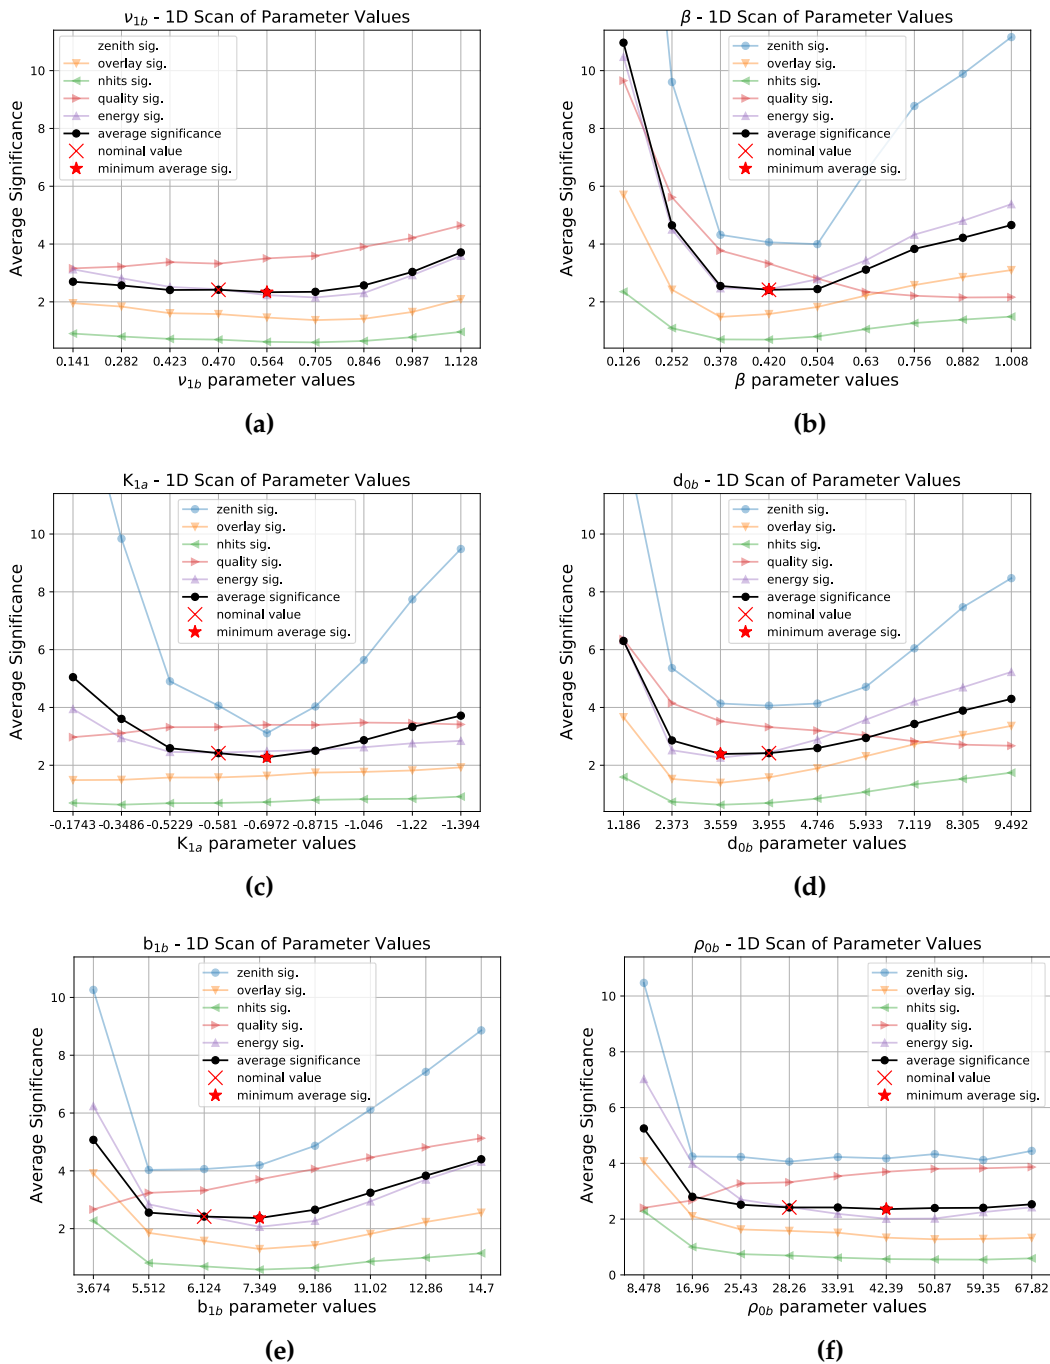 ν1b - 1D Scan of Parameter Values
10
8
6
4
2
Average Significance
zenith sig.
overlay sig.
nhits sig.
quality sig.
energy sig.
average significance
nominal value
minimum average sig.
0.141 0.282 0.423 0.470 0.564 0.705 0.846 0.987 1.128
ν1b parameter values
(a)
β - 1D Scan of Parameter Values
10
8
6
4
2
Average Significance
zenith sig.
overlay sig.
nhits sig.
quality sig.
energy sig.
average significance
nominal value
minimum average sig.
0.126 0.252 0.378 0.420 0.504 0.63 0.756 0.882 1.008
β parameter values
(b)
K1a - 1D Scan of Parameter Values
10
8
6
4
2
Average Significance
zenith sig.
overlay sig.
nhits sig.
quality sig.
energy sig.
average significance
nominal value
minimum average sig.
-0.1743 -0.3486 -0.5229 -0.581 -0.6972 -0.8715 -1.046 -1.22 -1.394
K1a parameter values
(c)
d0b - 1D Scan of Parameter Values
10
8
6
4
2
Average Significance
zenith sig.
overlay sig.
nhits sig.
quality sig.
energy sig.
average significance
nominal value
minimum average sig.
1.186 2.373 3.559 3.955 4.746 5.933 7.119 8.305 9.492
d0b parameter values
(d)
b1b - 1D Scan of Parameter Values
10
8
6
4
2
Average Significance
zenith sig.
overlay sig.
nhits sig.
quality sig.
energy sig.
average significance
nominal value
minimum average sig.
3.674 5.512 6.124 7.349 9.186 11.02 12.86 14.7
b1b parameter values
(e)
ρ0b - 1D Scan of Parameter Values
10
8
6
4
2
0
Average Significance
zenith sig.
overlay sig.
nhits sig.
quality sig.
energy sig.
average significance
nominal value
minimum average sig.
8.478 16.96 25.43 28.26 33.91 42.39 50.87 59.35 67.82
ρ0b parameter values
(f)